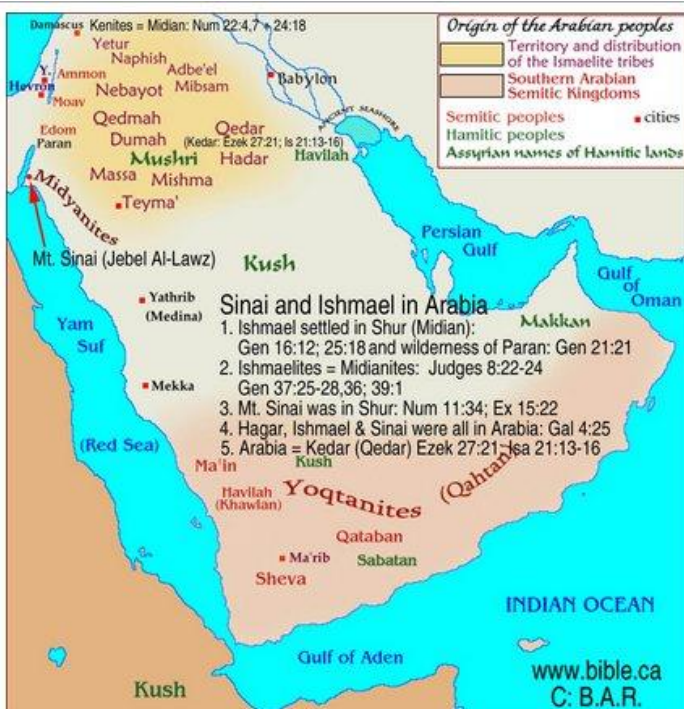 Damascus Kenites = Midian: Num 22:4,7 + 24:18
Origin of the Arabian peoples
Territory and distribution
of the Ismaelite tribes
Southern Arabian
Semitic Kingdoms
Semitic peoples
cities
Hamitic peoples
Assyrian names of Hamitic lands
Yetur
Naphish
Adbe'el
Mibsam
Nebayot
Y.
Ammon
Hevron
Moav
Babylon
ANCIENT SEASHORE
Edom
Paran
Qedmah
Dumah
Qedar
(Kedar: Ezek 27:21; Is 21:13-16)
Havilah
Mushri
Hadar
Massa
Mishma
Teyma'
Midyanites
Mt. Sinai (Jebel Al-Lawz)
Persian
Gulf
Gulf
of
Oman
Kush
Makkan
Yam
Suf
(Red Sea)
Yathrib
(Medina)
Mekka
Sinai and Ishmael in Arabia
1. Ishmael settled in Shur (Midian):
Gen 16:12; 25:18 and wilderness of Paran: Gen 21:21
2. Ishmaelites = Midianites: Judges 8:22-24
Gen 37:25-28,36; 39:1
3. Mt. Sinai was in Shur: Num 11:34; Ex 15:22
4. Hagar, Ishmael & Sinai were all in Arabia: Gal 4:25
5. Arabia = Kedar (Qedar) Ezek 27:21; Isa 21:13-16
Ma'in
Kush
Havilah
(Khawlan)
Yoqtanites
(Qahtan)
Qataban
Ma'rib
Sabatan
Sheva
INDIAN OCEAN
Gulf of Aden
Kush
www.bible.ca
C: B.A.R.